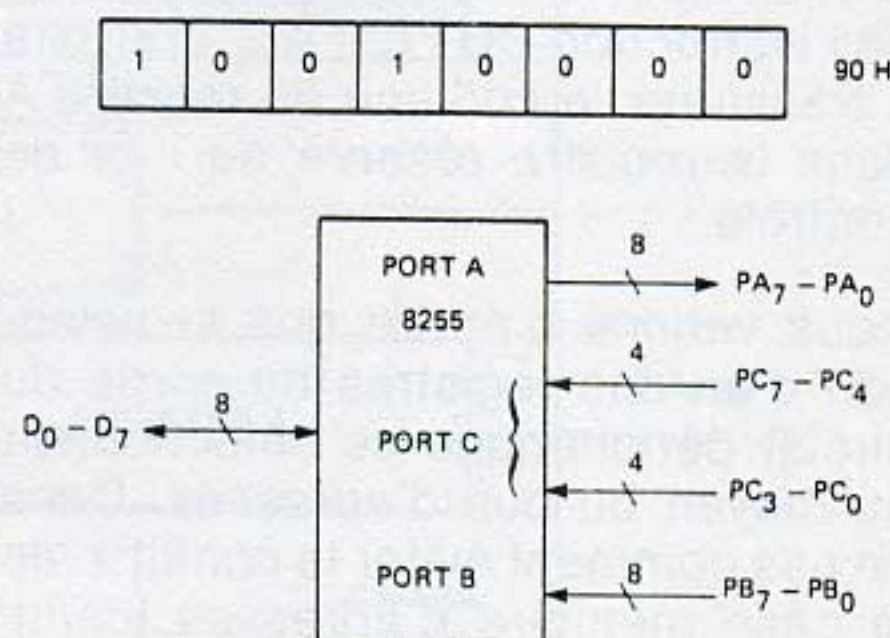 1 0 0 1 0 0 0 0 90 H
PORT A
8255
8
PA7 – PA0
4
PC7 – PC4
D0 – D7
8
PORT C
4
PC3 – PC0
PORT B
8
PB7 – PB0